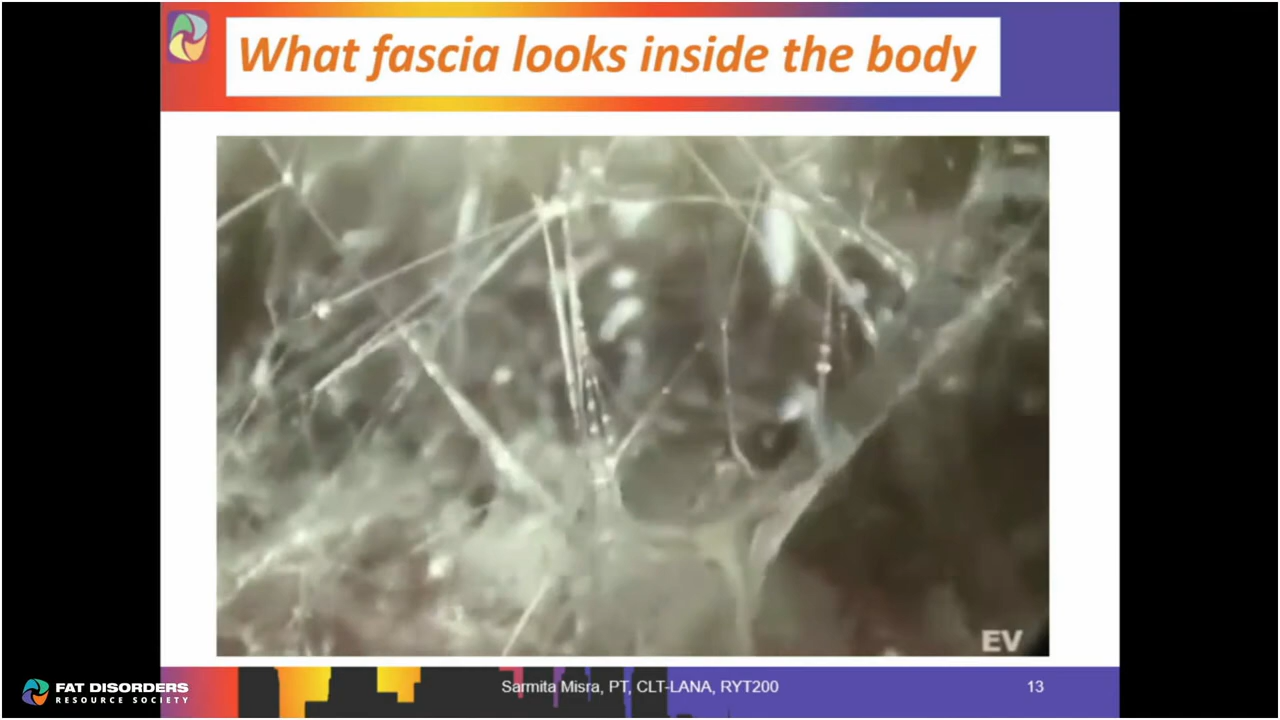 What fascia looks inside the body
EV
FAT DISORDERS
RESOURCE SOCIETY
Sarmita Misra, PT, CLT-LANA, RYT200
13